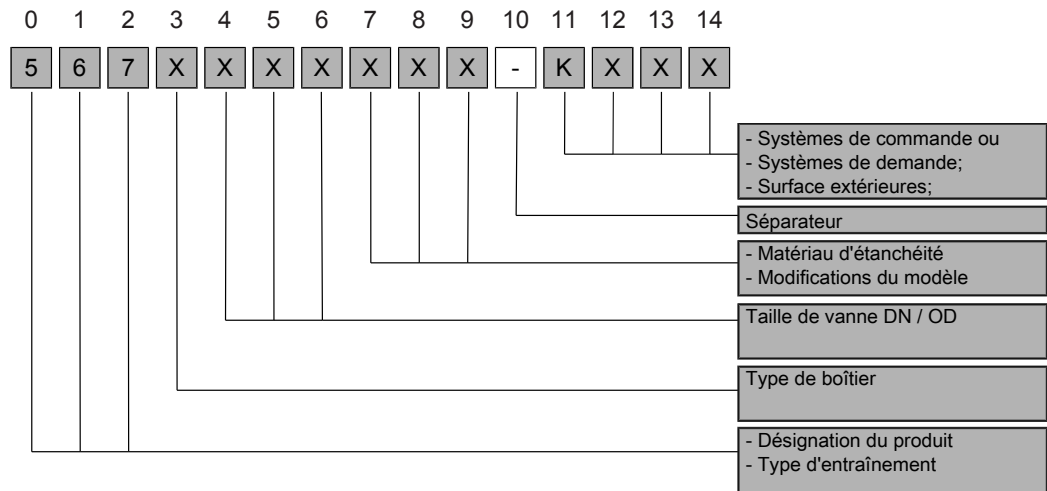 0 1 2 3 4 5 6 7 8 9 10 11 12 13 14
5 6 7 X X X X X X X - K X X X
- Systèmes de commande ou
- Systèmes de demande;
- Surface extérieures;
Séparateur
- Matériau d'étanchéité
- Modifications du modèle
Taille de vanne DN / OD
Type de boîtier
- Désignation du produit
- Type d'entraînement